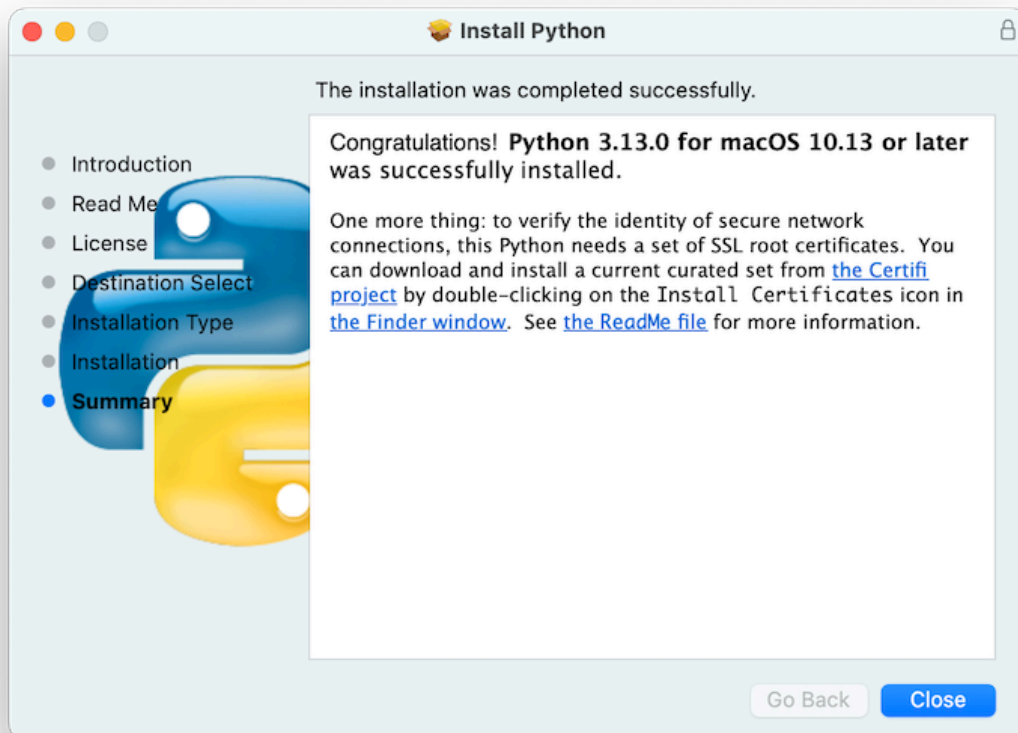 Install Python
The installation was completed successfully.
Introduction
Read Me
License
Destination Select
Installation Type
Installation
Summary
Congratulations! Python 3.13.0 for macOS 10.13 or later
was successfully installed.
One more thing: to verify the identity of secure network
connections, this Python needs a set of SSL root certificates. You
can download and install a current curated set from the Certifi
project by double-clicking on the Install Certificates icon in
the Finder window. See the ReadMe file for more information.
Go Back
Close